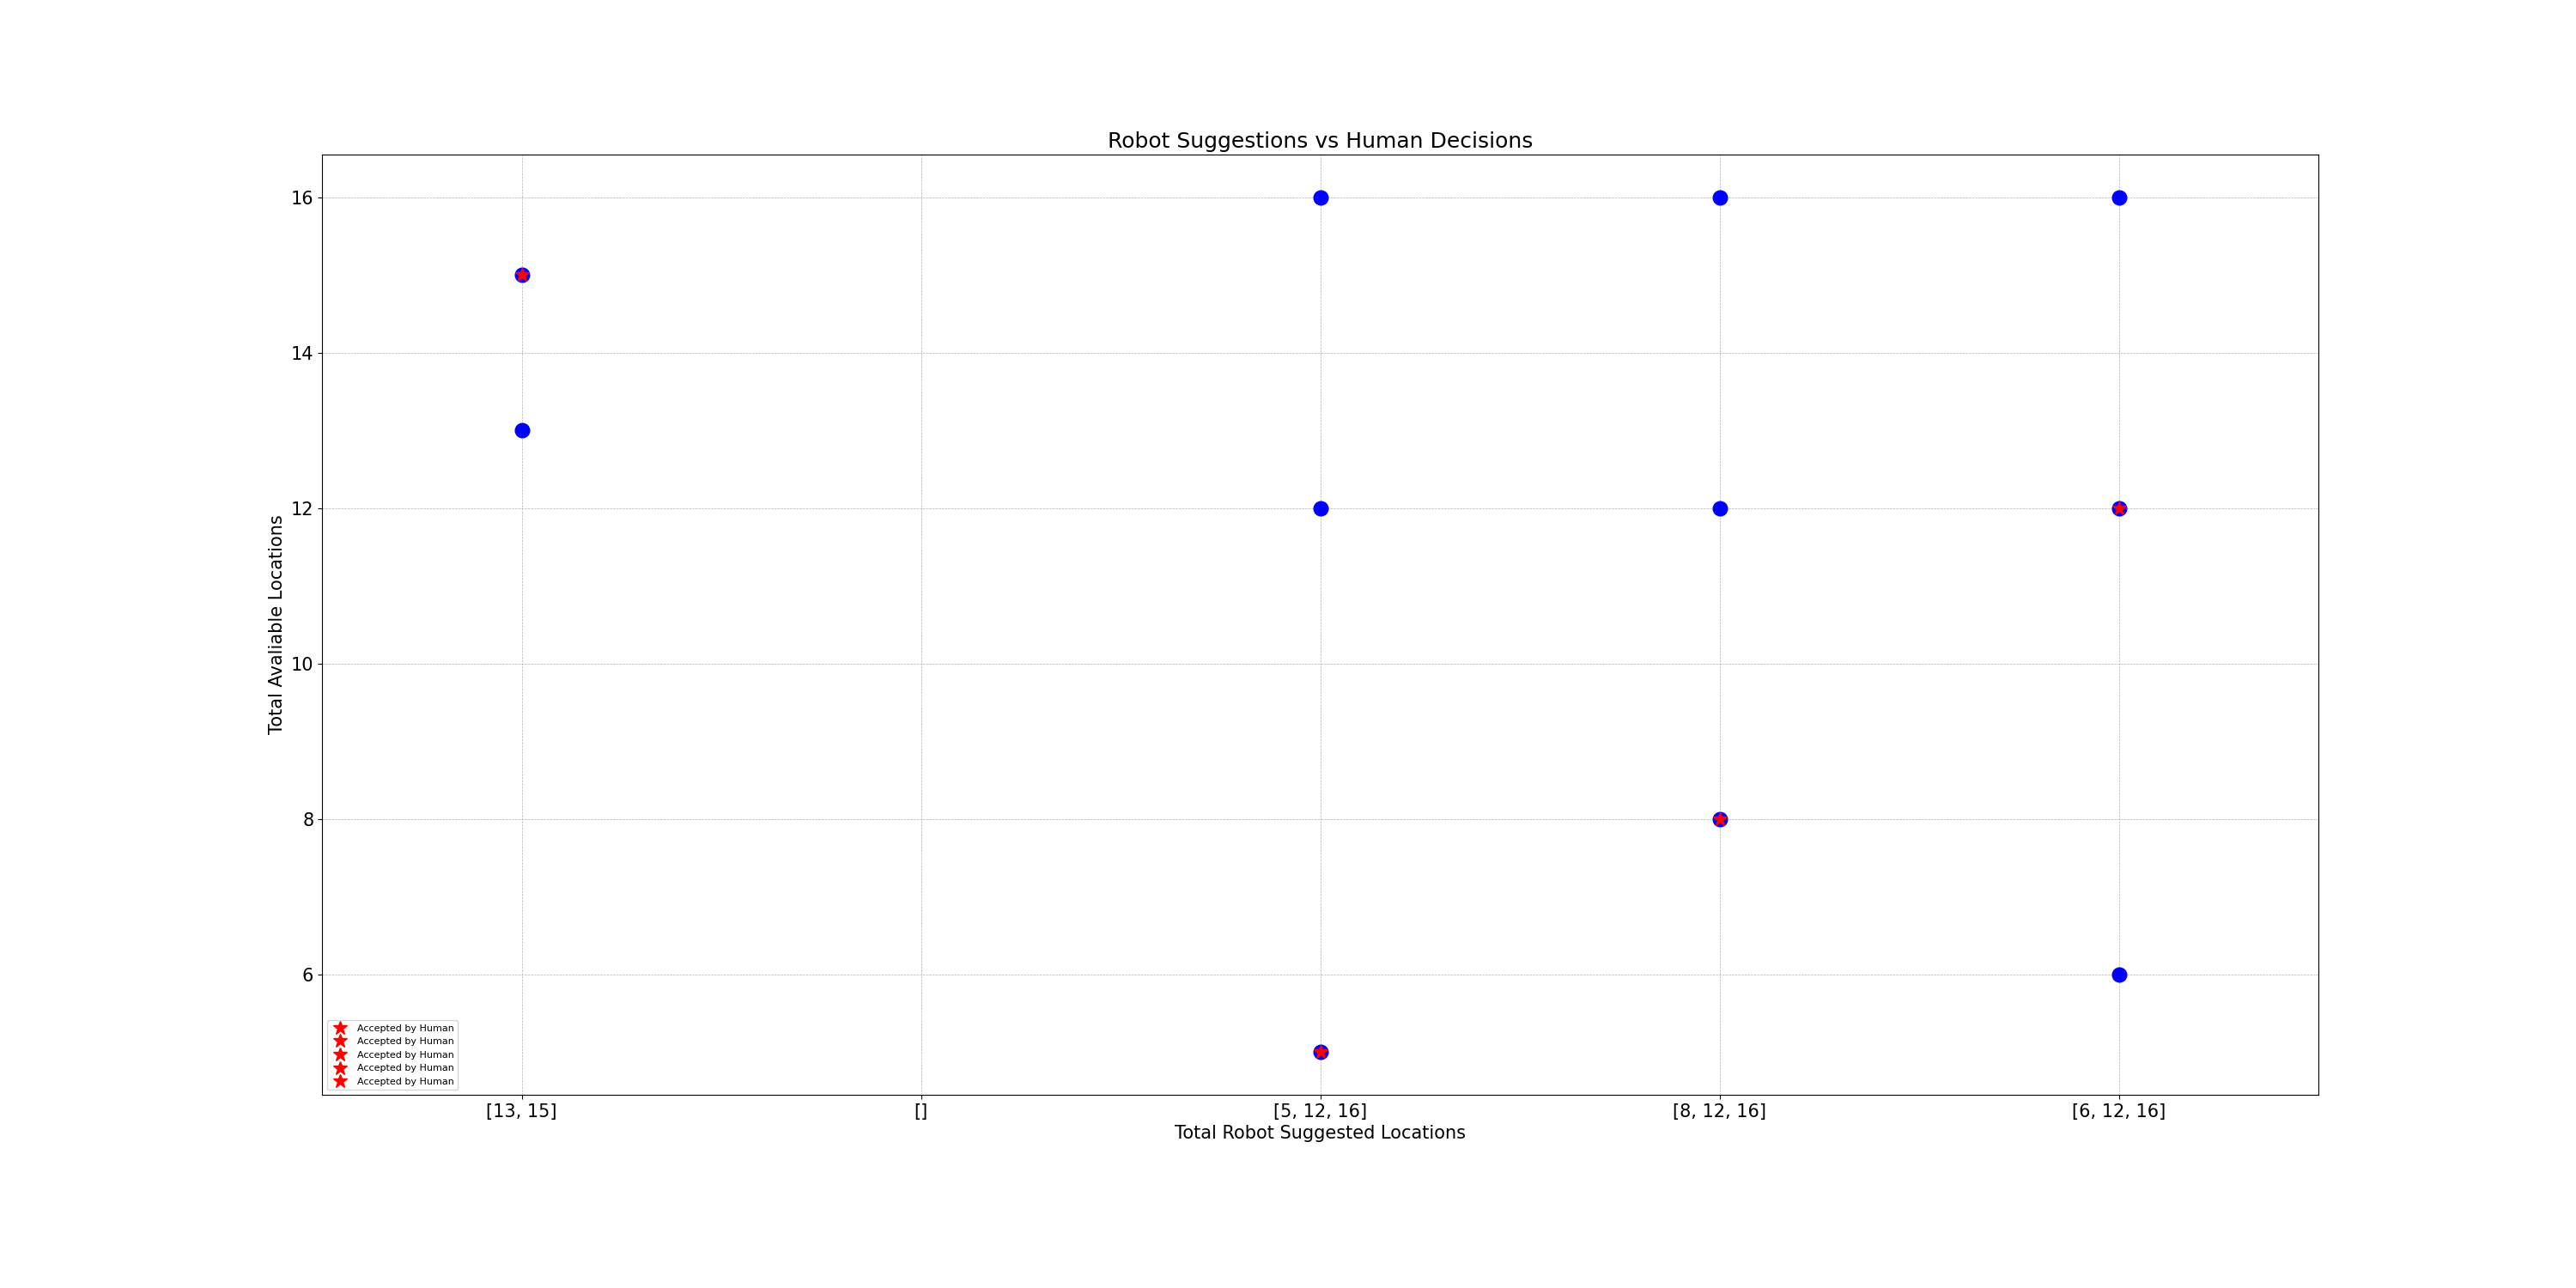 Robot Suggestions vs Human Decisions
16
14
12
10
8
6
Total Avaliable Locations
Accepted by Human
Accepted by Human
Accepted by Human
Accepted by Human
Accepted by Human
[13, 15] [] [5, 12, 16] [8, 12, 16] [6, 12, 16]
Total Robot Suggested Locations